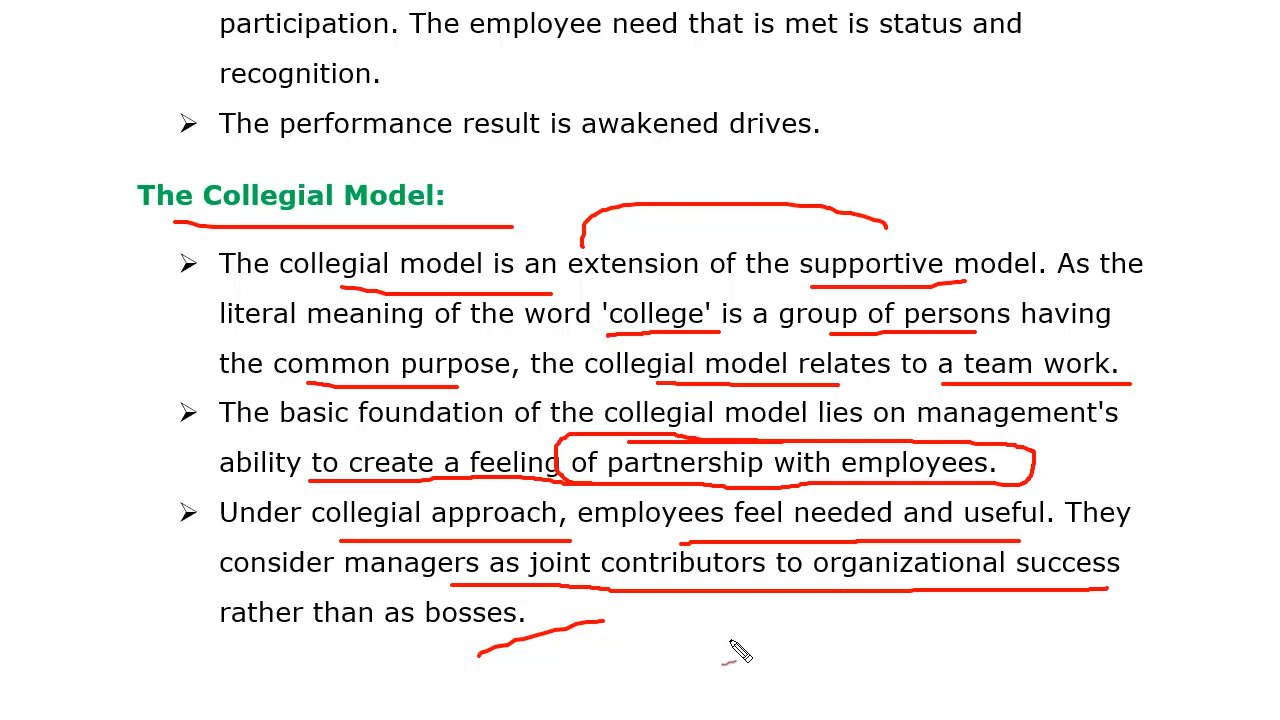 participation. The employee need that is met is status and
recognition.
➢ The performance result is awakened drives.
The Collegial Model:
➢ The collegial model is an extension of the supportive model. As the
literal meaning of the word 'college' is a group of persons having
the common purpose, the collegial model relates to a team work.
➢ The basic foundation of the collegial model lies on management's
ability to create a feeling of partnership with employees.
➢ Under collegial approach, employees feel needed and useful. They
consider managers as joint contributors to organizational success
rather than as bosses.